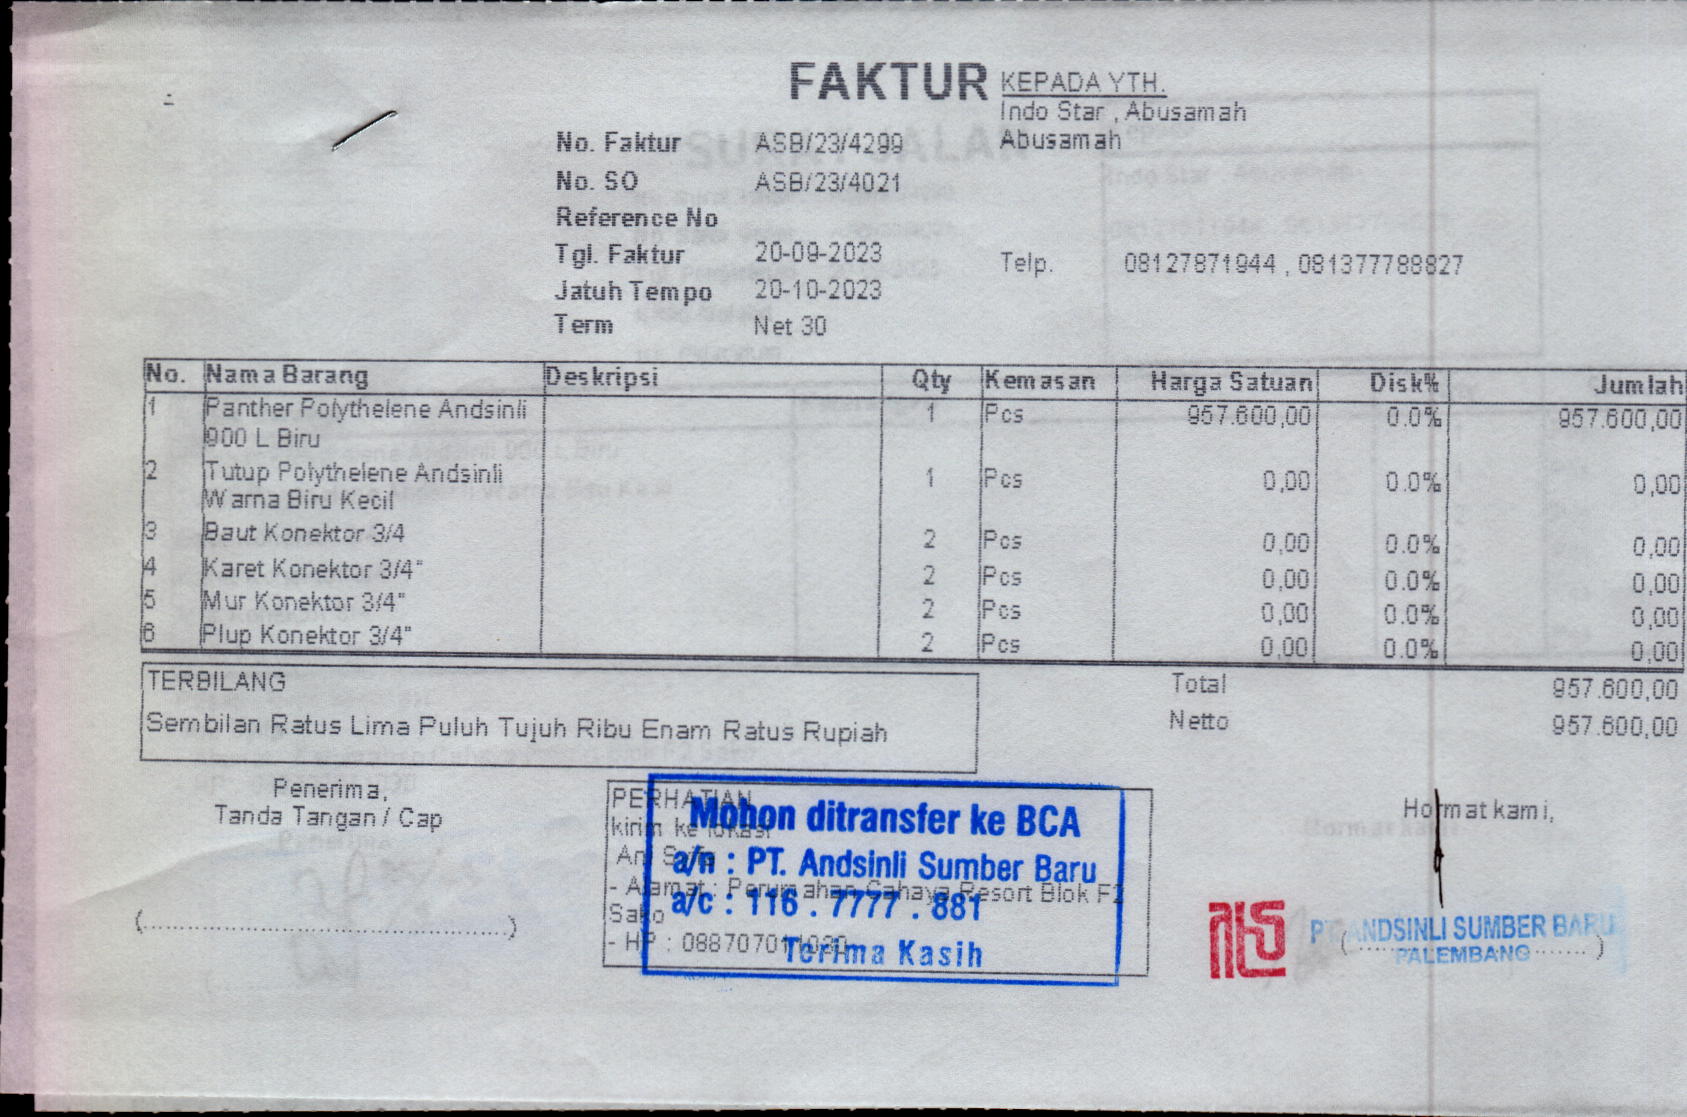 FAKTUR
KEPADA YTH.
Indo Star , Abusamah
Abusamah
No. Faktur ASB/23/4299
No. SO ASB/23/4021
Reference No
Tgl. Faktur 20-09-2023
Telp. 08127871944 , 081377788827
Jatuh Tempo 20-10-2023
Term Net 30
No. Nama Barang Deskripsi Qty Kemasan Harga Satuan Disk% Jumlah
1 Panther Polythelene Andsinli 1 Pcs 957.600,00 0.0% 957.600,00
900 L Biru
2 Tutup Polythelene Andsinli 1 Pcs 0,00 0.0% 0,00
Warna Biru Kecil
3 Baut Konektor 3/4 2 Pcs 0,00 0.0% 0,00
4 Karet Konektor 3/4" 2 Pcs 0,00 0.0% 0,00
5 Mur Konektor 3/4" 2 Pcs 0,00 0.0% 0,00
6 Plup Konektor 3/4" 2 Pcs 0,00 0.0% 0,00
TERBILANG
Sembilan Ratus Lima Puluh Tujuh Ribu Enam Ratus Rupiah
Total 957.600,00
Netto 957.600,00
Penerima,
Tanda Tangan / Cap
PERHATIAN
kirim ke lokasi
- Alamat : Perumahan Cahaya Resort Blok F2
Sako
- HP :
Mohon ditransfer ke BCA
a/n : PT. Andsinli Sumber Baru
a/c : 116 . 7777 . 881
Terima Kasih
Hormat kami,
PT ANDSINLI SUMBER BARU
PALEMBANG